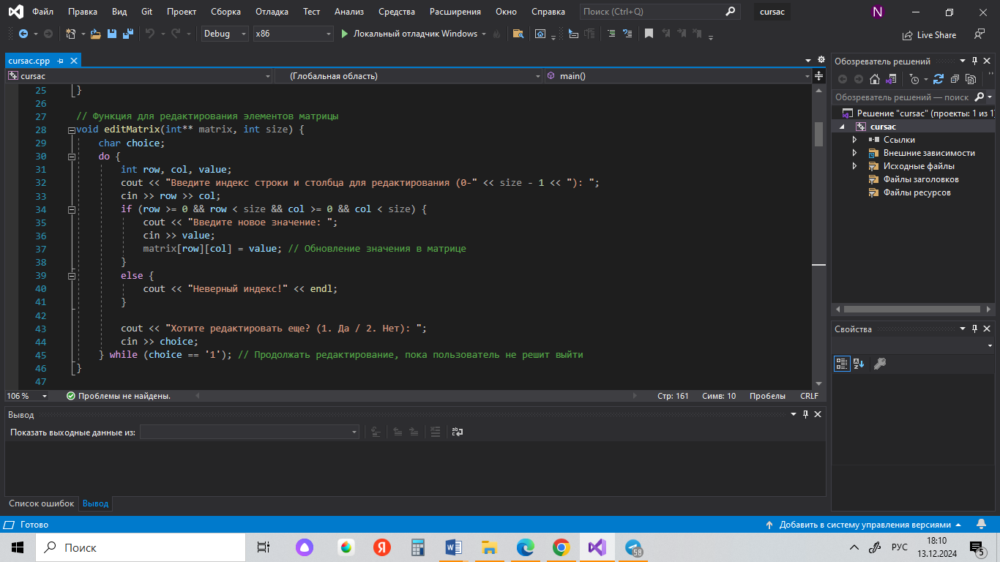 Файл Правка Вид Git Проект Сборка Отладка Тест Анализ Средства Расширения Окно Справка Поиск (Ctrl+Q) cursac N
Debug x86 Локальный отладчик Windows Live Share
cursac.cpp
cursac (Глобальная область) main()
25 }
26
27 // Функция для редактирования элементов матрицы
28 void editMatrix(int** matrix, int size) {
29 char choice;
30 do {
31 int row, col, value;
32 cout << "Введите индекс строки и столбца для редактирования (0-" << size - 1 << "): ";
33 cin >> row >> col;
34 if (row >= 0 && row < size && col >= 0 && col < size) {
35 cout << "Введите новое значение: ";
36 cin >> value;
37 matrix[row][col] = value; // Обновление значения в матрице
38 }
39 else {
40 cout << "Неверный индекс!" << endl;
41 }
42
43 cout << "Хотите редактировать еще? (1. Да / 2. Нет): ";
44 cin >> choice;
45 } while (choice == '1'); // Продолжать редактирование, пока пользователь не решит выйти
46 }
47
106 % Проблемы не найдены. Стр: 161 Симв: 10 Пробелы CRLF
Вывод
Показать выходные данные из:
Список ошибок Вывод
Обозреватель решений
Обозреватель решений — поиск
Решение "cursac" (проекты: 1 из 1)
cursac
Ссылки
Внешние зависимости
Исходные файлы
Файлы заголовков
Файлы ресурсов
Свойства
Готово Добавить в систему управления версиями
Поиск Я 58 РУС 18:10 13.12.2024 5